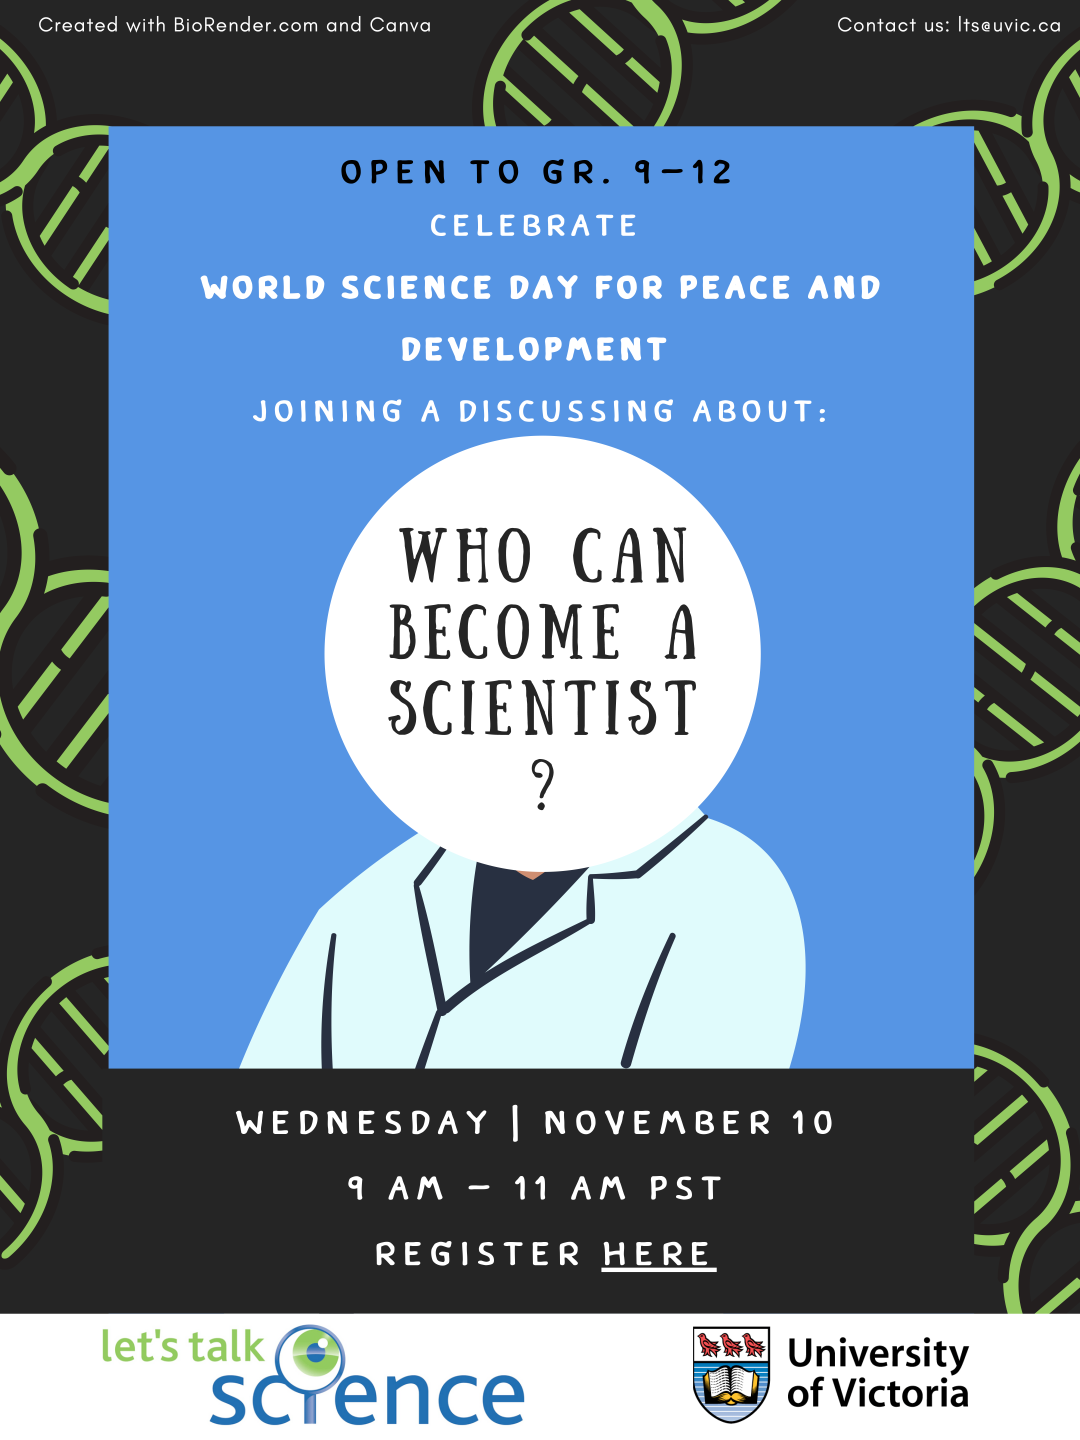 Created with BioRender.com and Canva
Contact us: lts@uvic.ca
OPEN TO GR. 9-12
CELEBRATE
WORLD SCIENCE DAY FOR PEACE AND
DEVELOPMENT
JOINING A DISCUSSING ABOUT:
WHO CAN
BECOME A
SCIENTIST
?
WEDNESDAY | NOVEMBER 10
9 AM - 11 AM PST
REGISTER HERE
let's talk
science
University
of Victoria